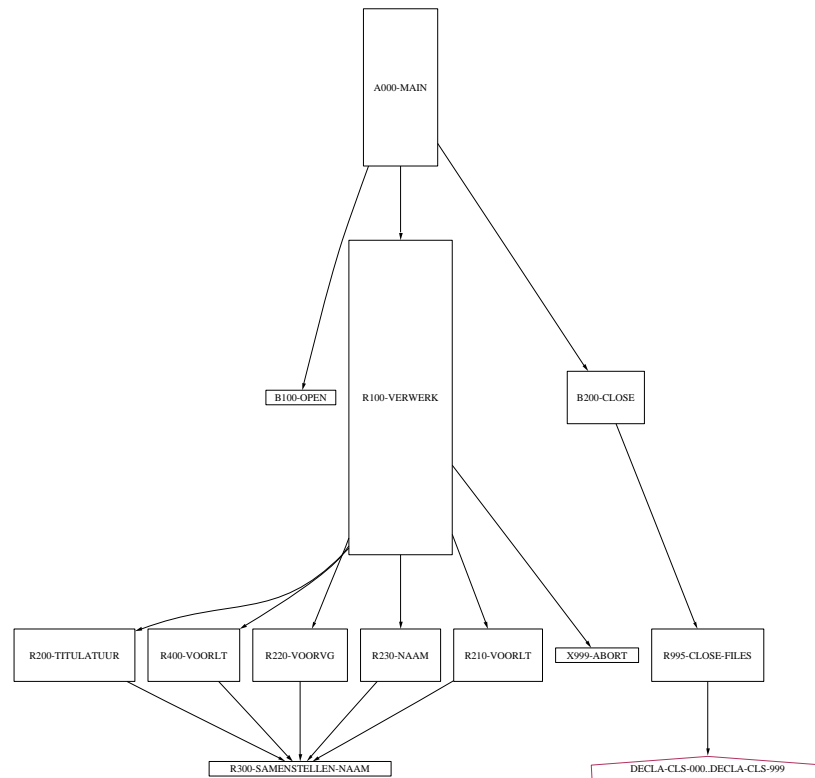 A000-MAIN
B100-OPEN
R100-VERWERK
B200-CLOSE
R200-TITULATUUR
R400-VOORLT
R220-VOORVG
R230-NAAM
R210-VOORLT
X999-ABORT
R995-CLOSE-FILES
R300-SAMENSTELLEN-NAAM
DECLA-CLS-000..DECLA-CLS-999